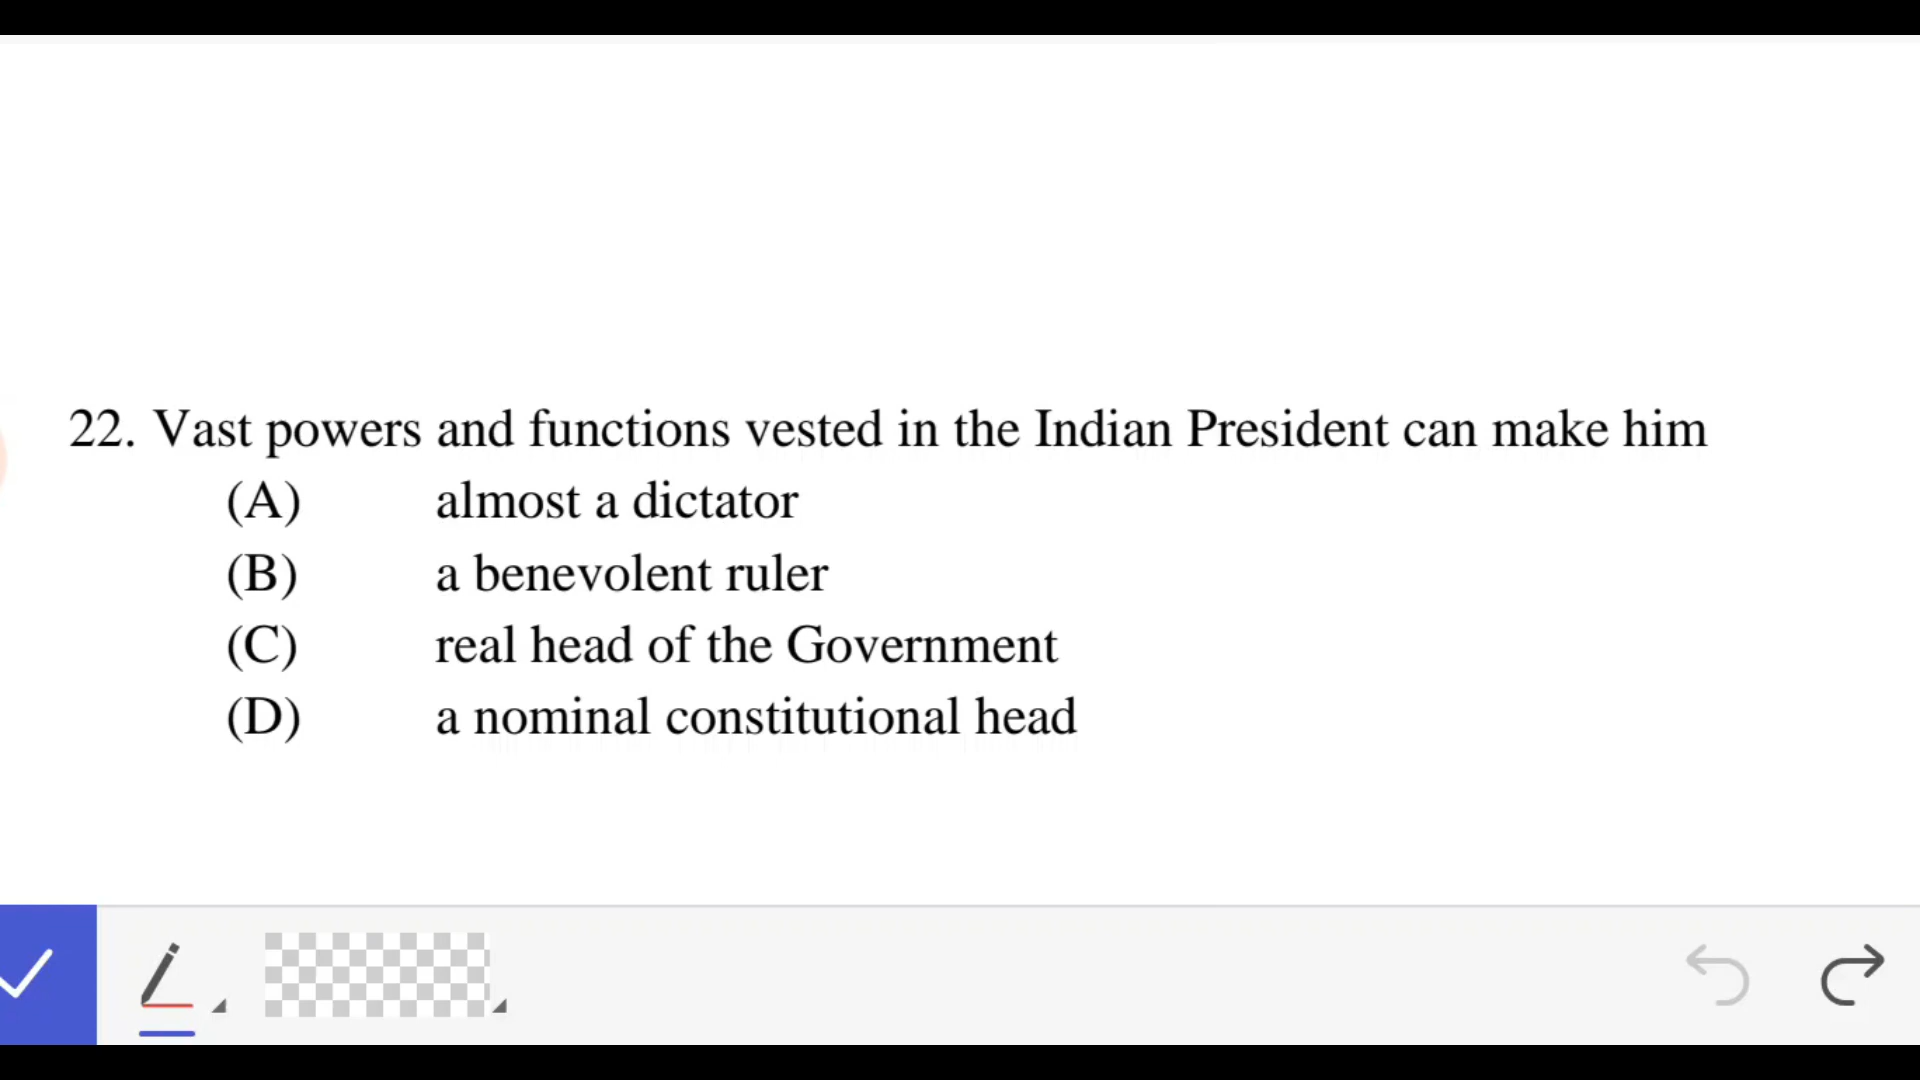 22. Vast powers and functions vested in the Indian President can make him
(A) almost a dictator
(B) a benevolent ruler
(C) real head of the Government
(D) a nominal constitutional head